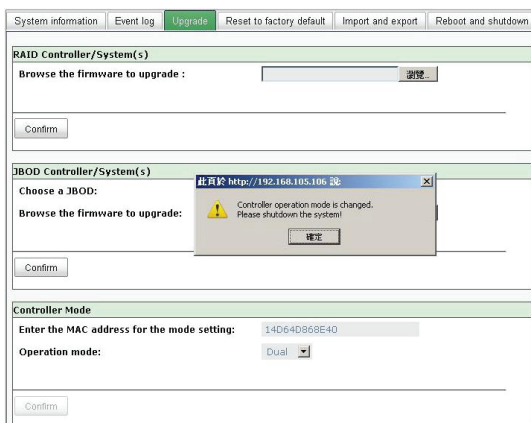 System information Event log Upgrade Reset to factory default Import and export Reboot and shutdown
RAID Controller/System(s)
Browse the firmware to upgrade : 瀏覽...
Confirm
JBOD Controller/System(s)
Choose a JBOD:
Browse the firmware to upgrade:
此頁於 http://192.168.105.106 說:
Controller operation mode is changed.
Please shutdown the system!
確定
Confirm
Controller Mode
Enter the MAC address for the mode setting: 14D64D868E40
Operation mode: Dual
Confirm